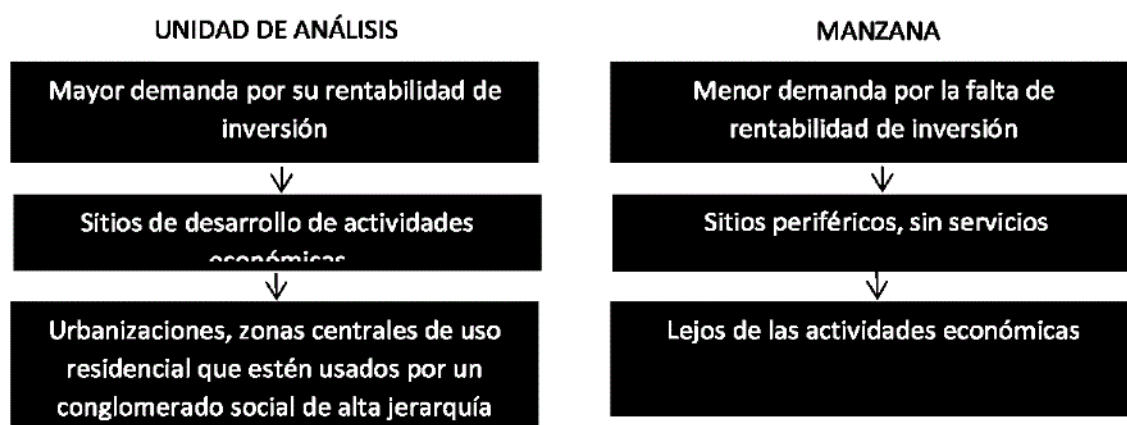 UNIDAD DE ANÁLISIS
Mayor demanda por su rentabilidad de
inversión
Sítios de desarrollo de actividades
económicas
Urbanizaciones, zonas centrales de uso
residencial que estén usados por un
conglomerado social de alta jerarquía
MANZANA
Menor demanda por la falta de
rentabilidad de inversión
Sitios periféricos, sin servicios
Lejos de las actividades económicas